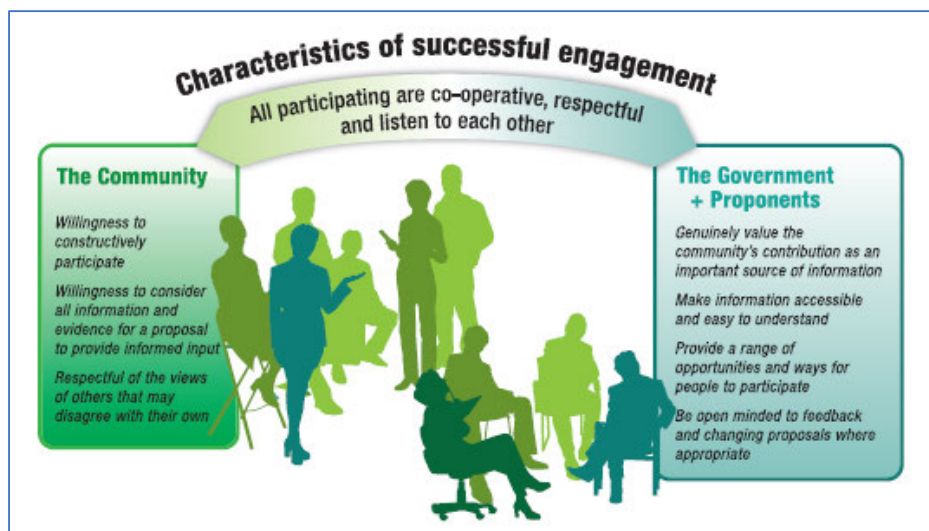 Characteristics of successful engagement
All participating are co-operative, respectful
and listen to each other
The Community
Willingness to
constructively
participate
Willingness to consider
all information and
evidence for a proposal
to provide informed input
Respectful of the views
of others that may
disagree with their own
The Government
+ Proponents
Genuinely value the
community's contribution as an
important source of information
Make information accessible
and easy to understand
Provide a range of
opportunities and ways for
people to participate
Be open minded to feedback
and changing proposals where
appropriate